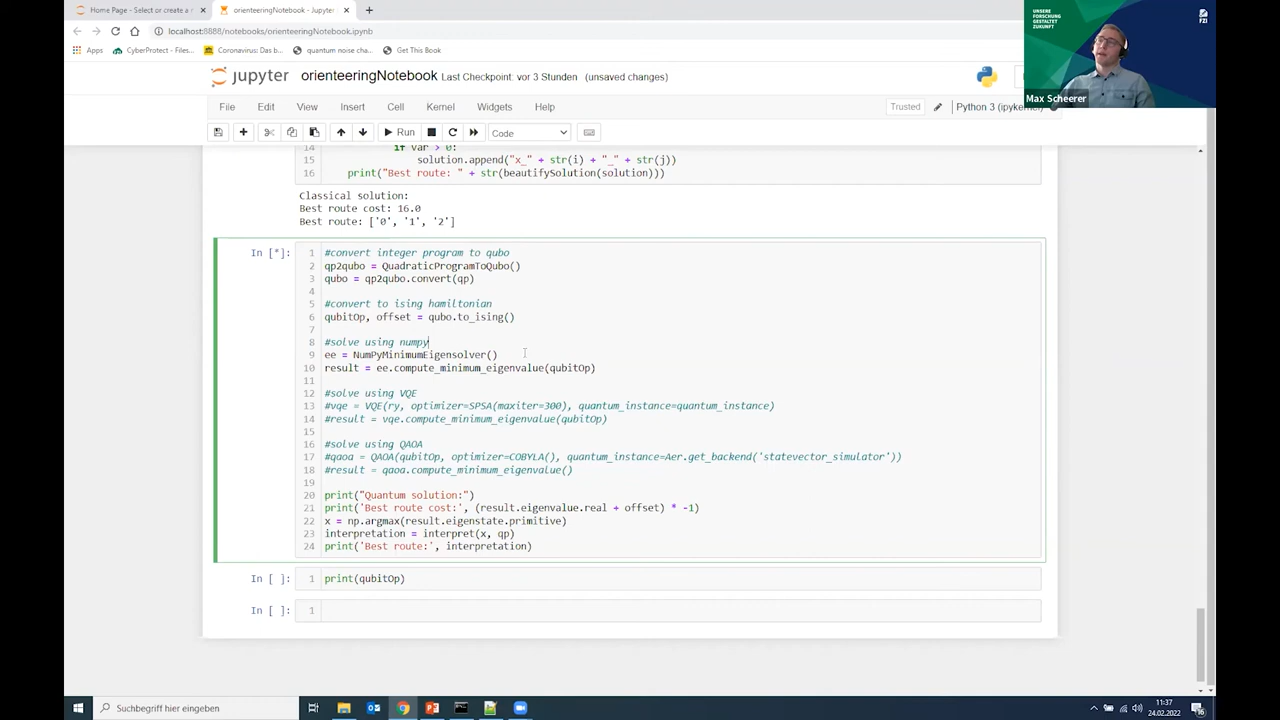 Home Page - Select or create a n
orienteeringNotebook - Jupyter
localhost:8888/notebooks/orienteeringNotebook.ipynb
Apps
CyberProtect - Files...
Coronavirus: Das b...
quantum noise cha...
Get This Book
UNSERE
FORSCHUNG
GESTALTET
ZUKUNFT
FZI
Max Scheerer
jupyter
orienteeringNotebook Last Checkpoint: vor 3 Stunden (unsaved changes)
File Edit View Insert Cell Kernel Widgets Help
Trusted
Python 3
Run
Code
14 if var > 0:
15 solution.append("x_" + str(i) + "_" + str(j))
16 print("Best route: " + str(beautifySolution(solution)))
Classical solution:
Best route cost: 16.0
Best route: ['0', '1', '2']
In [*]:
1 #convert integer program to qubo
2 qp2qubo = QuadraticProgramToQubo()
3 qubo = qp2qubo.convert(qp)
4
5 #convert to ising hamiltonian
6 qubitOp, offset = qubo.to_ising()
7
8 #solve using numpy
9 ee = NumPyMinimumEigensolver()
10 result = ee.compute_minimum_eigenvalue(qubitOp)
11
12 #solve using VQE
13 #vqe = VQE(ry, optimizer=SPSA(maxiter=300), quantum_instance=quantum_instance)
14 #result = vqe.compute_minimum_eigenvalue(qubitOp)
15
16 #solve using QAOA
17 #qaoa = QAOA(qubitOp, optimizer=COBYLA(), quantum_instance=Aer.get_backend('statevector_simulator'))
18 #result = qaoa.compute_minimum_eigenvalue()
19
20 print("Quantum solution:")
21 print('Best route cost:', (result.eigenvalue.real + offset) * -1)
22 x = np.argmax(result.eigenstate.primitive)
23 interpretation = interpret(x, qp)
24 print('Best route:', interpretation)
In [ ]:
1 print(qubitOp)
In [ ]:
1
Suchbegriff hier eingeben
11:37
24.02.2022